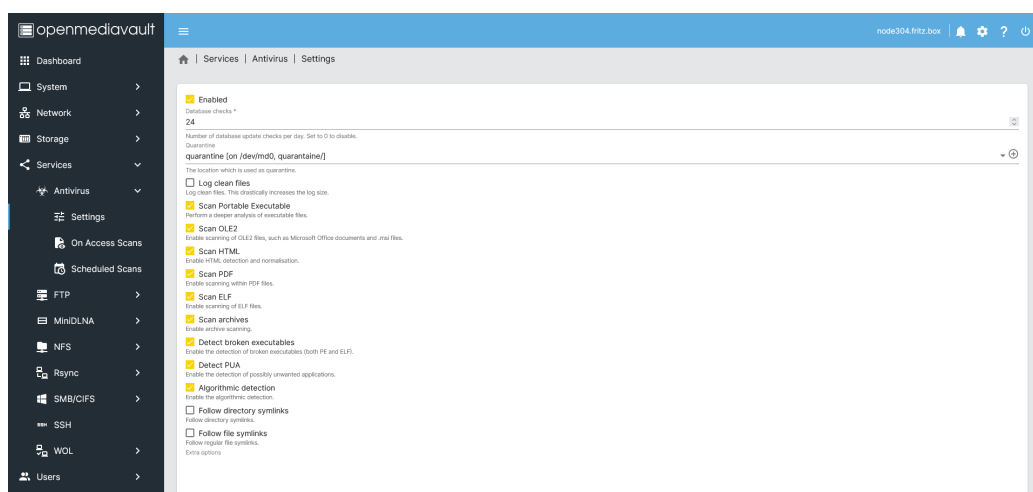 openmediavault
node304.fritz.box
Dashboard
System
Network
Storage
Services
Antivirus
Settings
On Access Scans
Scheduled Scans
FTP
MiniDLNA
NFS
Rsync
SMB/CIFS
SSH
WOL
Users
| Services | Antivirus | Settings
Enabled
Database checks *
24
Number of database update checks per day. Set to 0 to disable.
Quarantine
quarantine [on /dev/md0, quarantaine/]
The location which is used as quarantine.
Log clean files
Log clean files. This drastically increases the log size.
Scan Portable Executable
Perform a deeper analysis of executable files.
Scan OLE2
Enable scanning of OLE2 files, such as Microsoft Office documents and .msi files.
Scan HTML
Enable HTML detection and normalisation.
Scan PDF
Enable scanning within PDF files.
Scan ELF
Enable scanning of ELF files.
Scan archives
Enable archive scanning.
Detect broken executables
Enable the detection of broken executables (both PE and ELF).
Detect PUA
Enable the detection of possibly unwanted applications.
Algorithmic detection
Enable the algorithmic detection.
Follow directory symlinks
Follow directory symlinks.
Follow file symlinks
Follow regular file symlinks.
Extra options